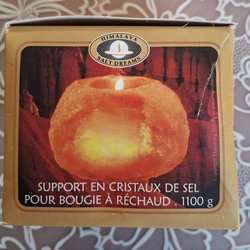 HIMALAYA
SALT DREAMS
SUPPORT EN CRISTAUX DE SEL
POUR BOUGIE À RÉCHAUD . 1100 g